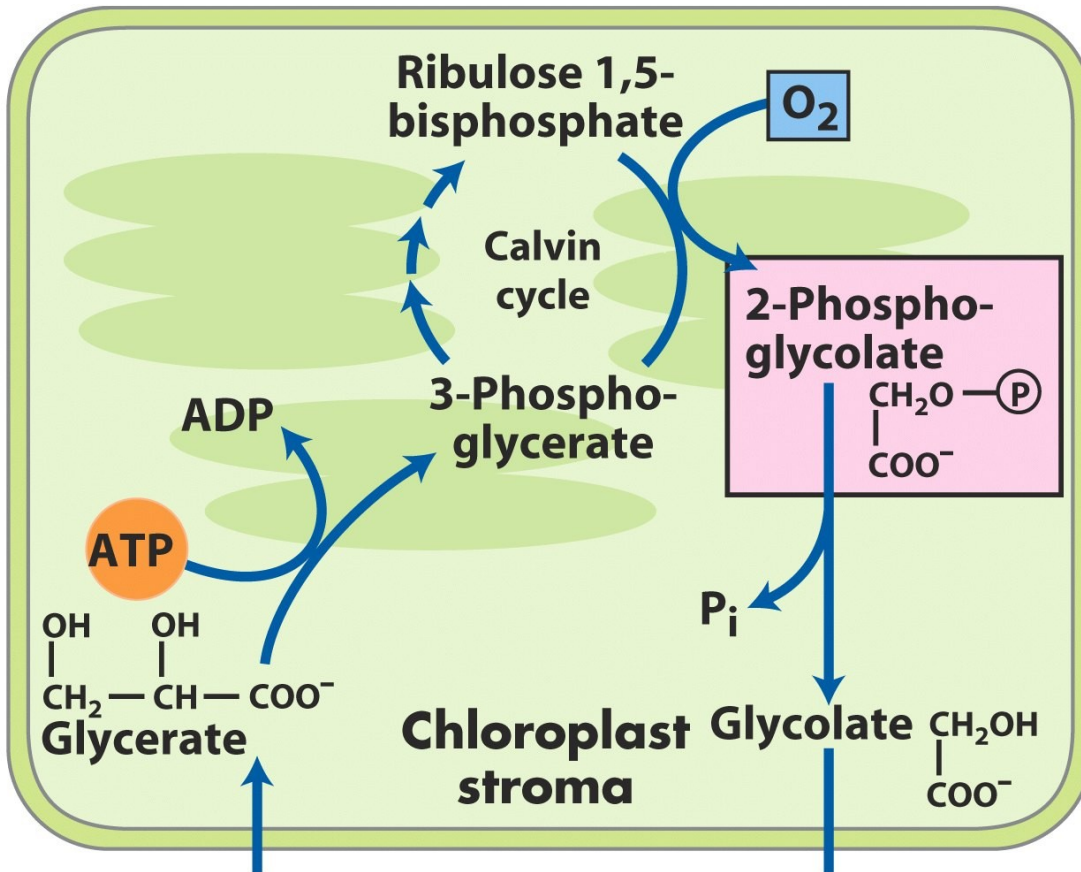 Ribulose 1,5-
bisphosphate
O₂
Calvin
cycle
2-Phospho-
glycolate
CH₂O — P
COO⁻
3-Phospho-
glycerate
ADP
ATP
Pᵢ
OH OH
CH₂ — CH — COO⁻
Glycerate
Chloroplast
stroma
Glycolate
CH₂OH
COO⁻